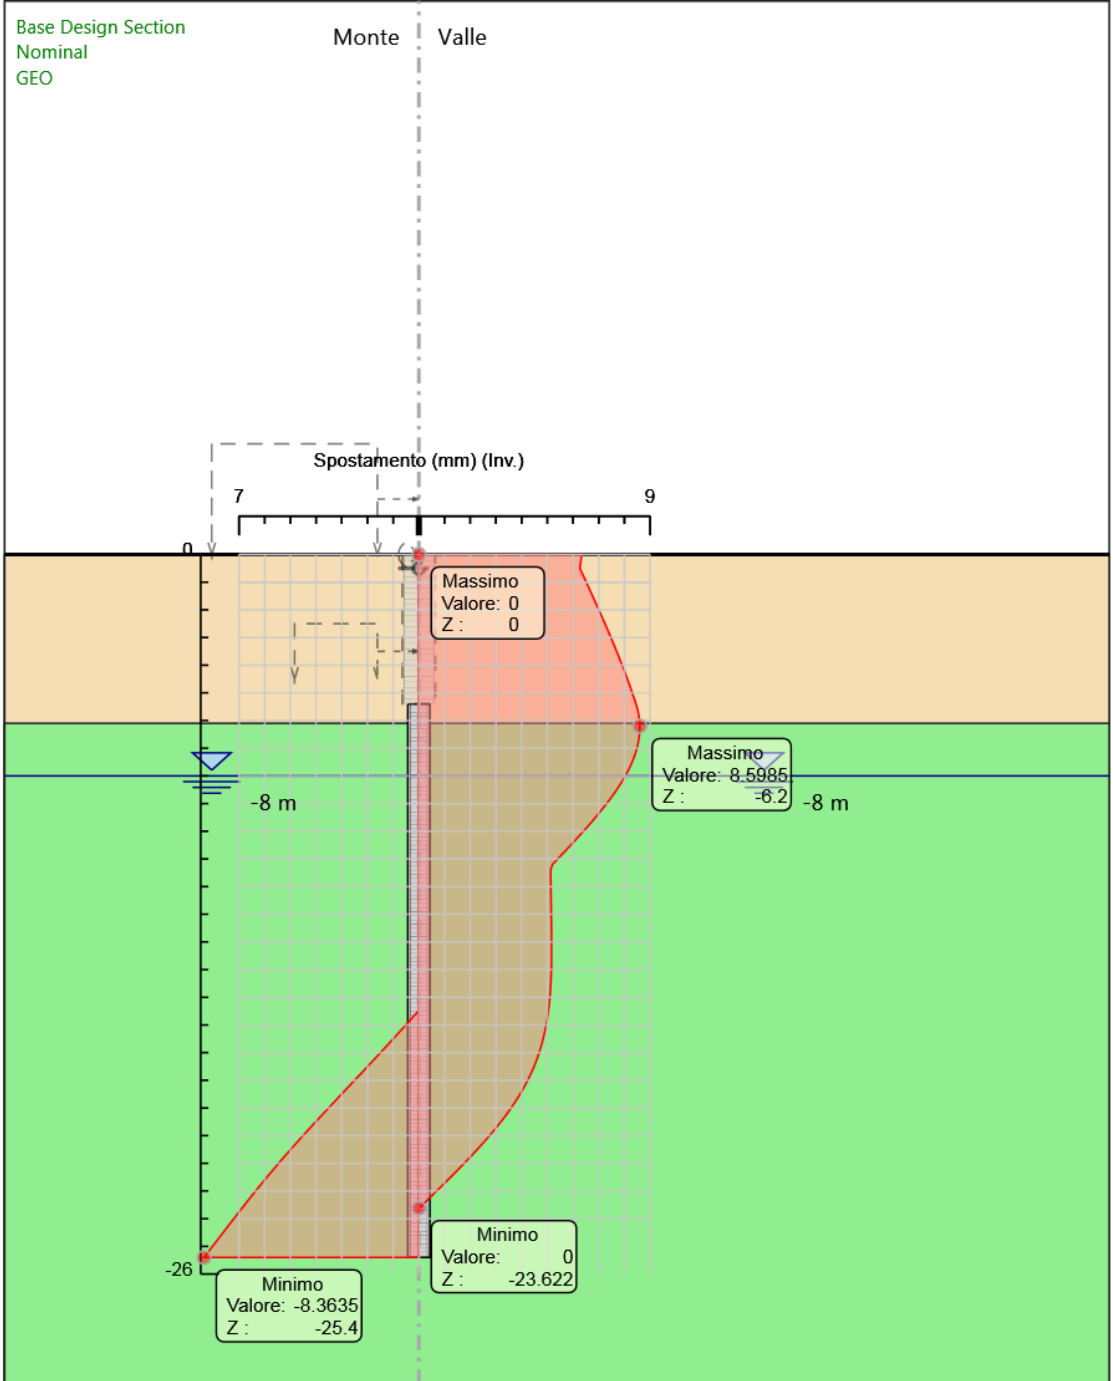 Base Design Section
Nominal
GEO
Monte
Valle
Spostamento (mm) (Inv.)
7
9
0
Massimo
Valore: 0
Z : 0
Massimo
Valore: 8.5985
Z : -6.2
-8 m
-8 m
Minimo
Valore: 0
Z : -23.622
-26
Minimo
Valore: -8.3635
Z : -25.4